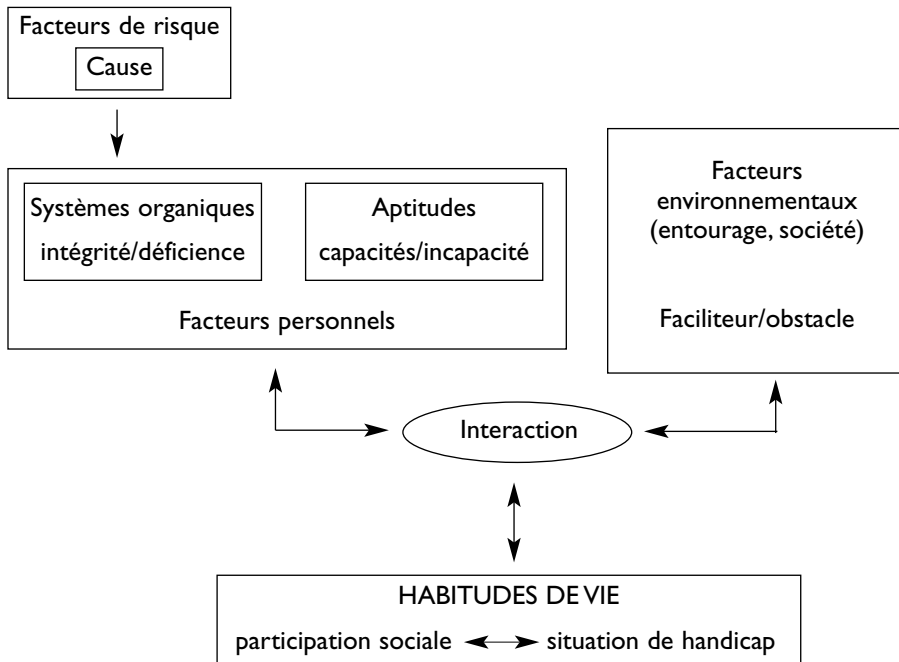 Facteurs de risque
Cause
Systèmes organiques
intégrité/déficience
Aptitudes
capacités/incapacité
Facteurs personnels
Facteurs
environnementaux
(entourage, société)
Faciliteur/obstacle
Interaction
HABITUDES DE VIE
participation sociale
situation de handicap